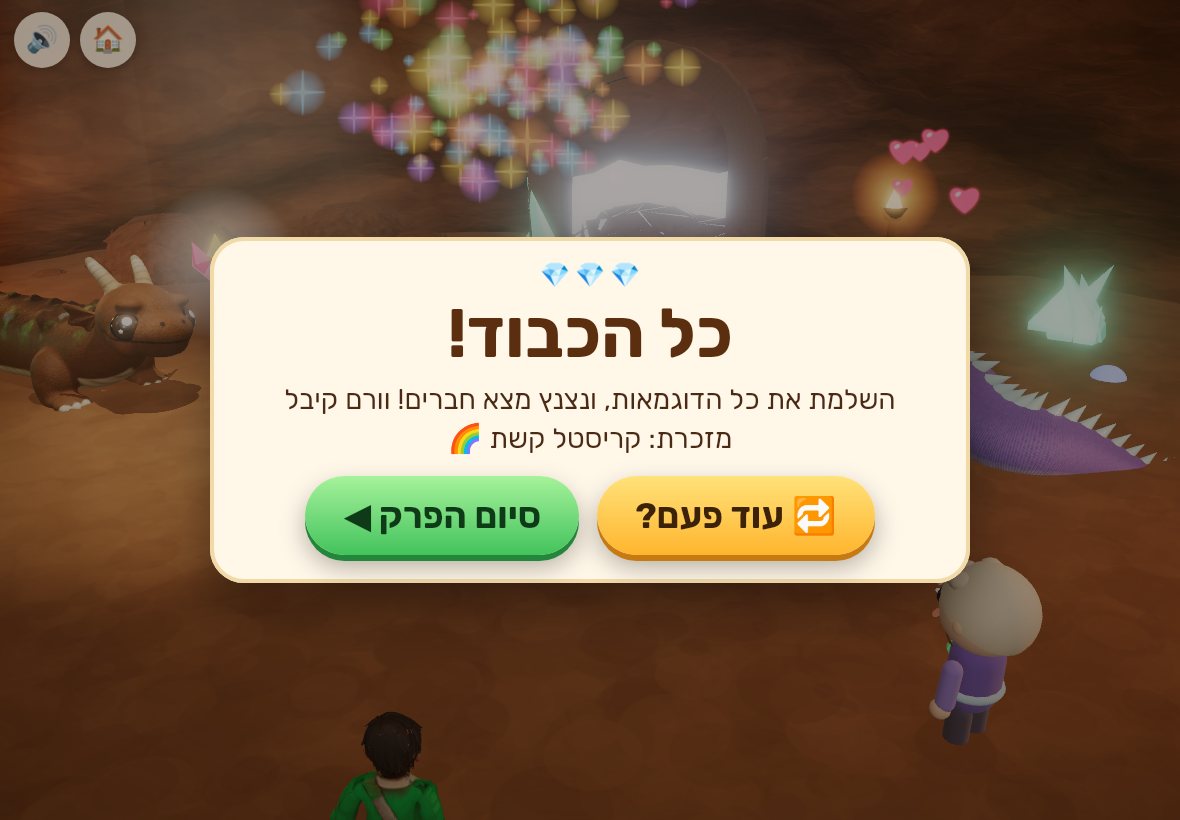 כל הכבוד!
השלמת את כל הדוגמאות, ונצנץ מצא חברים! וורם קיבל
מזכרת: קריסטל קשת 🌈
🔁 עוד פעם?
סיום הפרק ◀